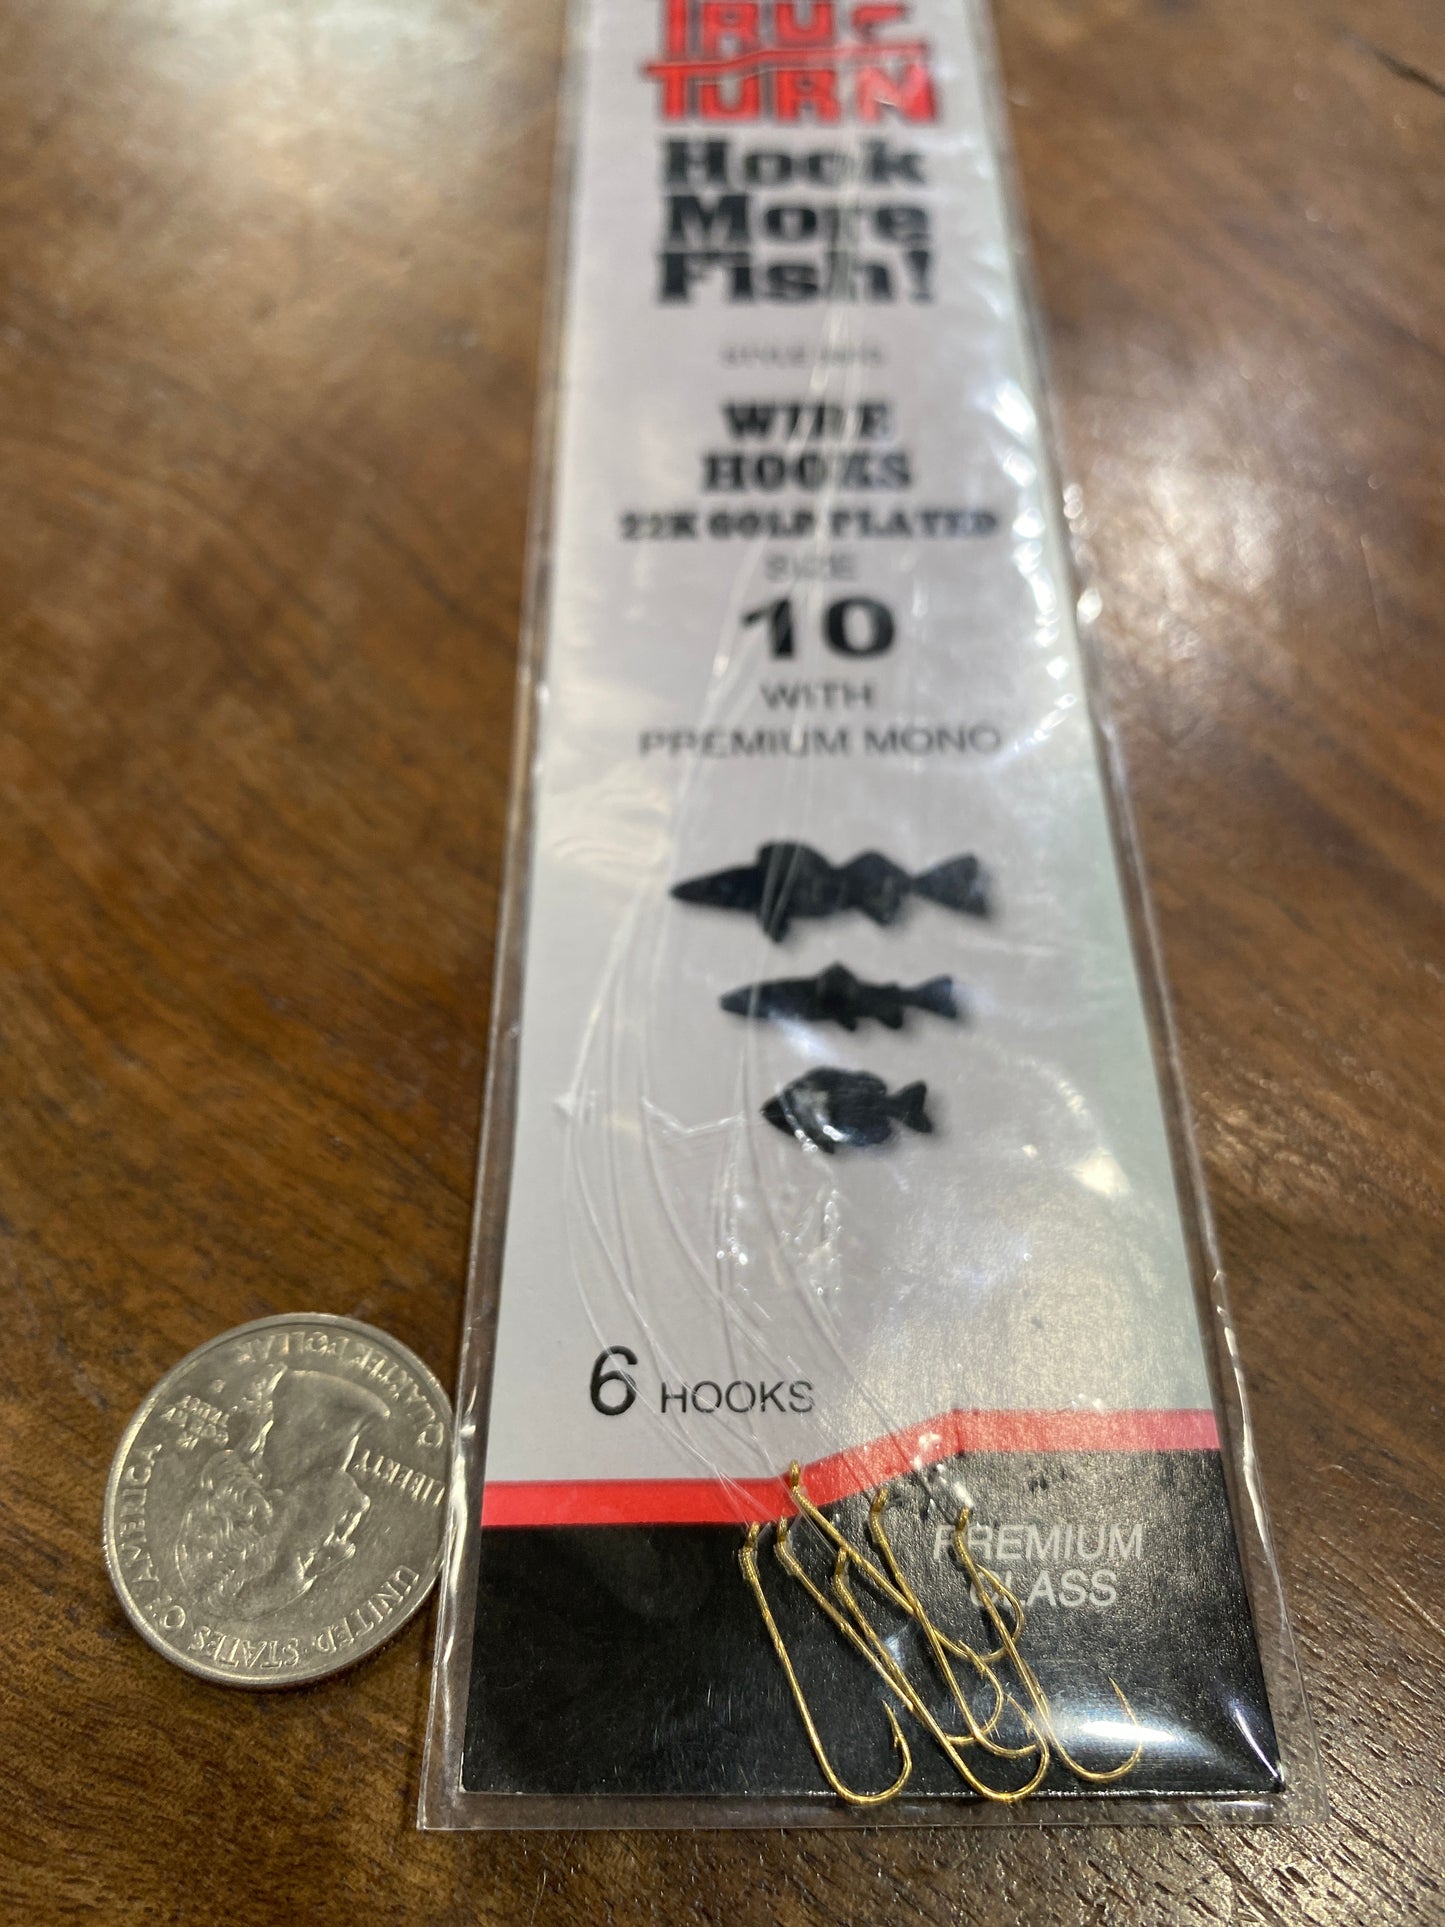 TRU-
TURN
Hook
More
Fish!
STYLE
WIRE
HOOKS
22K GOLD PLATED
SIZE
10
WITH
PREMIUM MONO
6 HOOKS
PREMIUM
CLASS
UNITED STATES OF AMERICA
LIBERTY
QUARTER DOLLAR